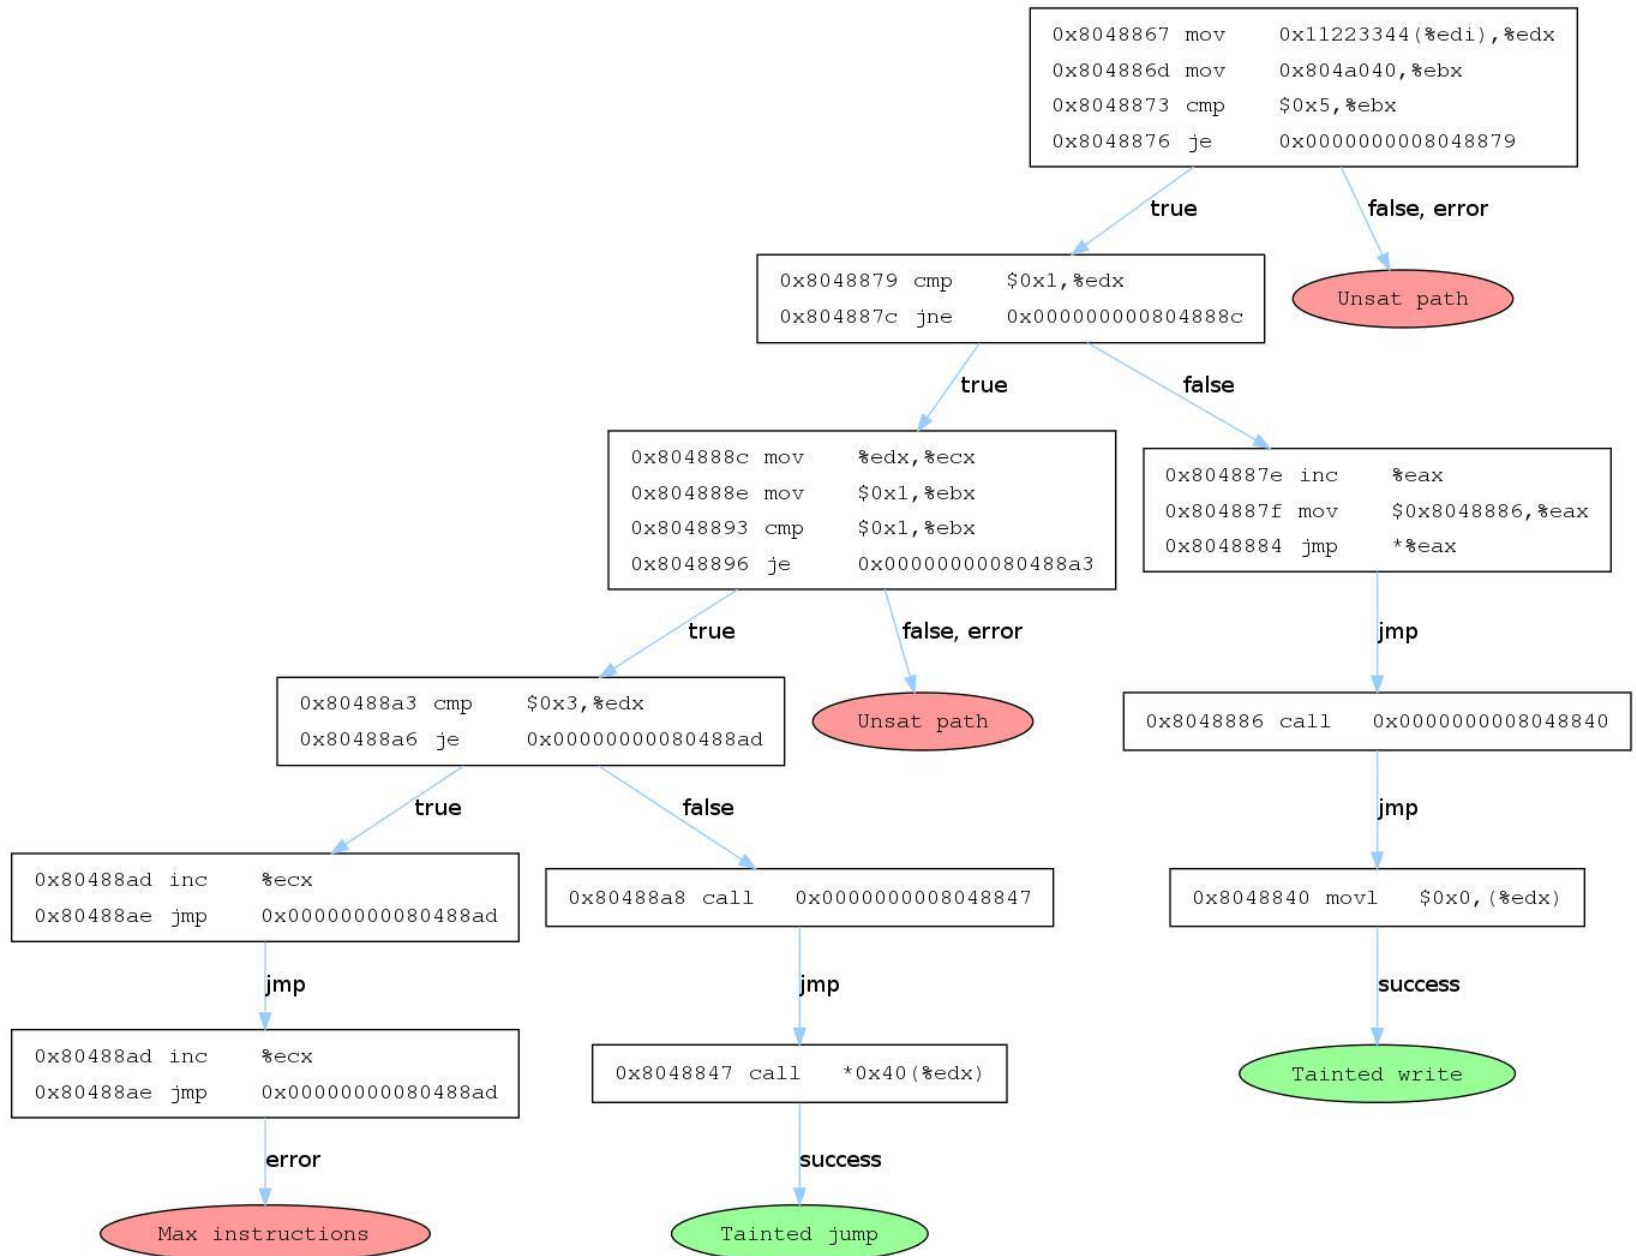 0x8048867 mov 0x11223344(%edi),%edx
0x804886d mov 0x804a040,%ebx
0x8048873 cmp $0x5,%ebx
0x8048876 je 0x0000000008048879
true
false, error
0x8048879 cmp $0x1,%edx
0x804887c jne 0x000000000804888c
Unsat path
true
false
0x804888c mov %edx,%ecx
0x804888e mov $0x1,%ebx
0x8048893 cmp $0x1,%ebx
0x8048896 je 0x00000000080488a3
0x804887e inc %eax
0x804887f mov $0x8048886,%eax
0x8048884 jmp *%eax
true
false, error
jmp
0x80488a3 cmp $0x3,%edx
0x80488a6 je 0x00000000080488ad
Unsat path
0x8048886 call 0x0000000008048840
true
false
jmp
0x80488ad inc %ecx
0x80488ae jmp 0x00000000080488ad
0x80488a8 call 0x0000000008048847
0x8048840 movl $0x0,(%edx)
jmp
jmp
success
0x80488ad inc %ecx
0x80488ae jmp 0x00000000080488ad
0x8048847 call *0x40(%edx)
Tainted write
error
success
Max instructions
Tainted jump